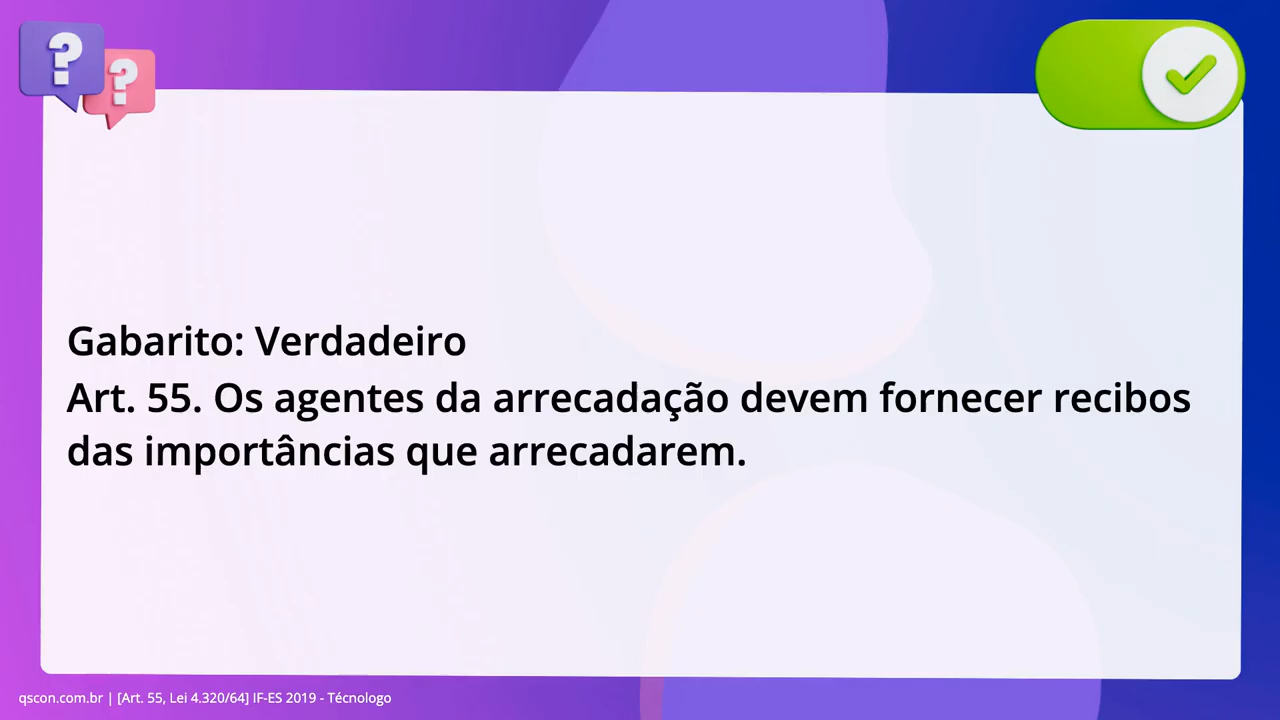 Gabarito: Verdadeiro
Art. 55. Os agentes da arrecadação devem fornecer recibos
das importâncias que arrecadarem.
qscon.com.br | [Art. 55, Lei 4.320/64] IF-ES 2019 - Técnologo